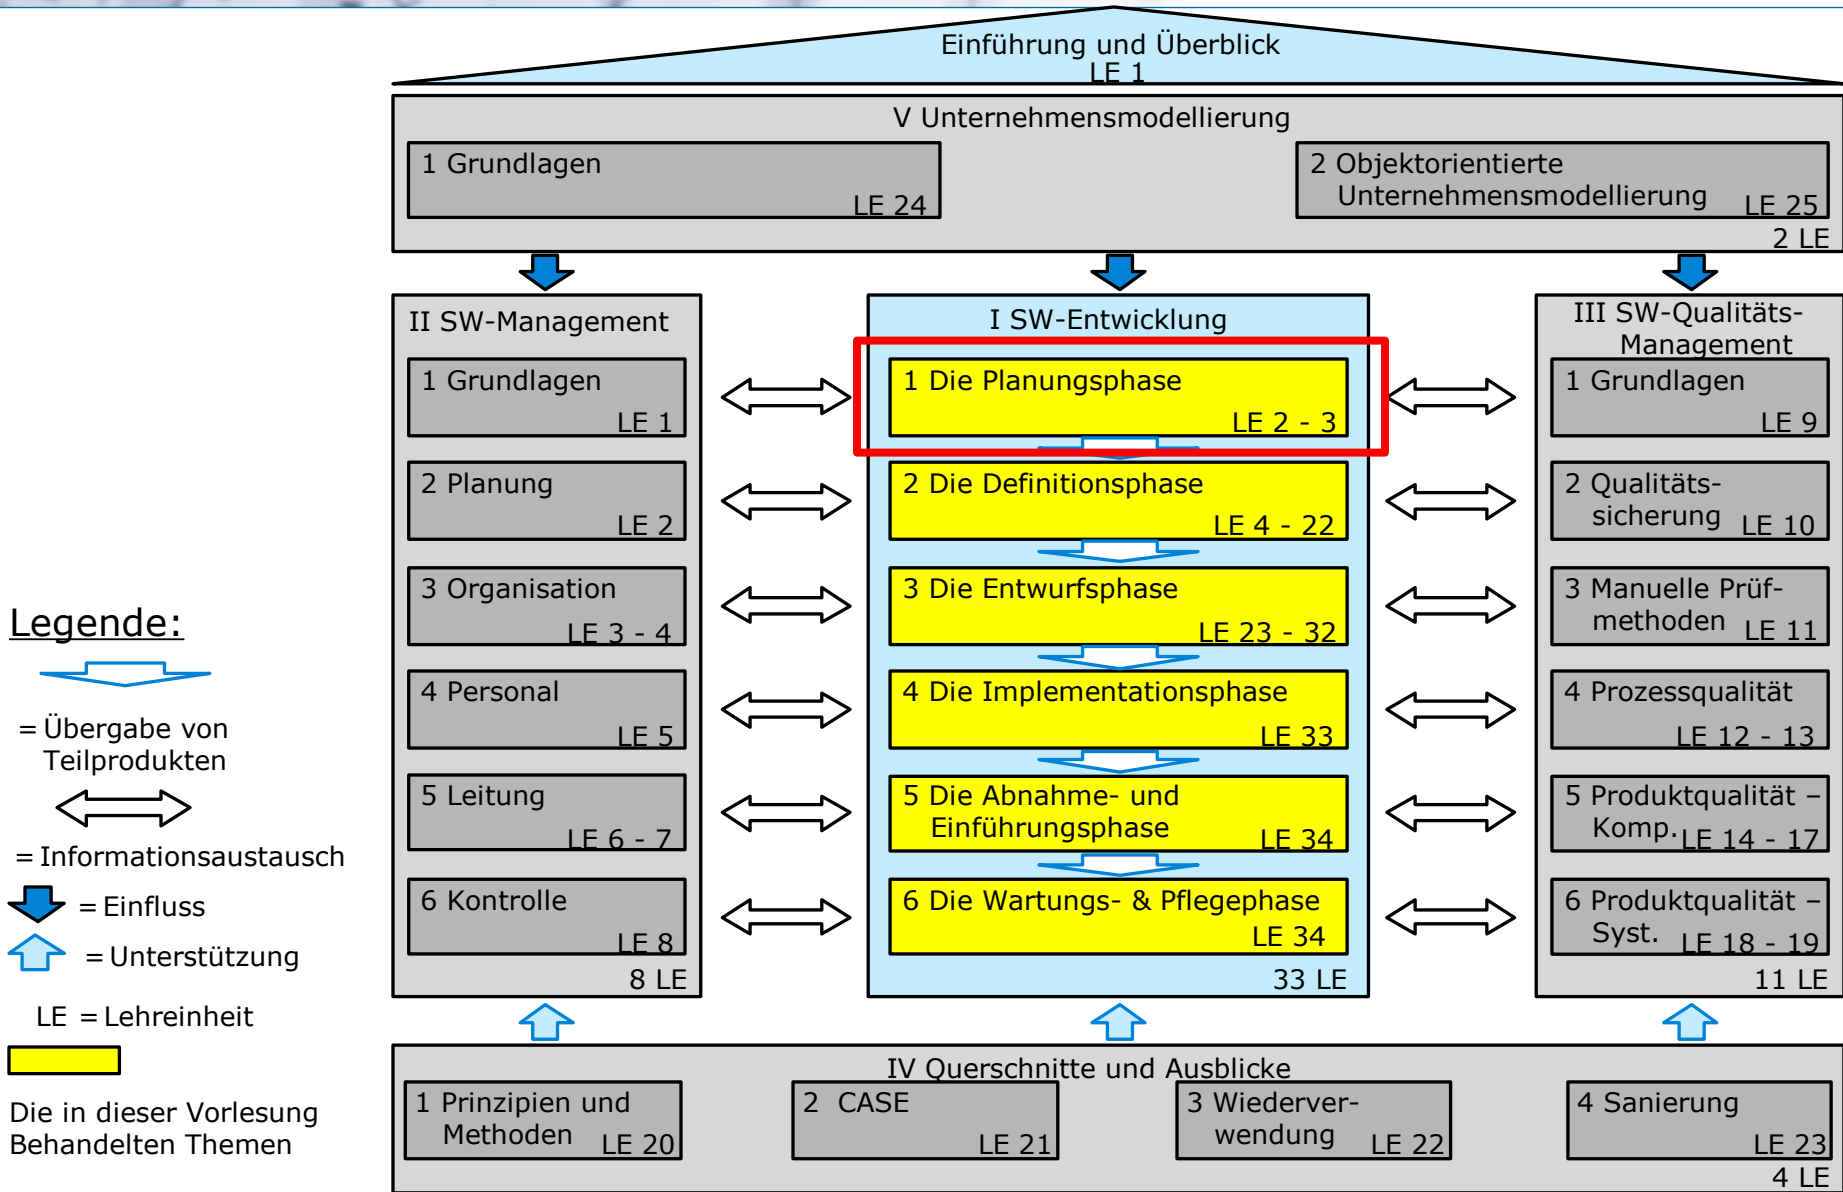 Einführung und Überblick
LE 1
V Unternehmensmodellierung
1 Grundlagen
LE 24
2 Objektorientierte
Unternehmensmodellierung
LE 25
2 LE
II SW-Management
1 Grundlagen
LE 1
2 Planung
LE 2
3 Organisation
LE 3 - 4
4 Personal
LE 5
5 Leitung
LE 6 - 7
6 Kontrolle
LE 8
8 LE
I SW-Entwicklung
1 Die Planungsphase
LE 2 - 3
2 Die Definitionsphase
LE 4 - 22
3 Die Entwurfsphase
LE 23 - 32
4 Die Implementationsphase
LE 33
5 Die Abnahme- und
Einführungsphase
LE 34
6 Die Wartungs- & Pflegephase
LE 34
33 LE
III SW-Qualitäts-
Management
1 Grundlagen
LE 9
2 Qualitäts-
sicherung LE 10
3 Manuelle Prüf-
methoden LE 11
4 Prozessqualität
LE 12 - 13
5 Produktqualität –
Komp. LE 14 - 17
6 Produktqualität –
Syst. LE 18 - 19
11 LE
Legende:
= Übergabe von
Teilprodukten
= Informationsaustausch
= Einfluss
= Unterstützung
LE = Lehreinheit
Die in dieser Vorlesung
Behandelten Themen
IV Querschnitte und Ausblicke
1 Prinzipien und
Methoden LE 20
2 CASE
LE 21
3 Wiederver-
wendung LE 22
4 Sanierung
LE 23
4 LE